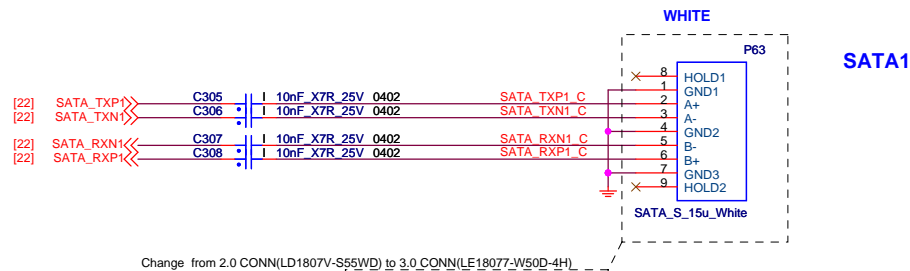 WHITE
P63
SATA1
8 HOLD1
1 GND1
[22] SATA_TXP1 C305 I 10nF_X7R_25V 0402 SATA_TXP1_C 2 A+
[22] SATA_TXN1 C306 I 10nF_X7R_25V 0402 SATA_TXN1_C 3 A-
4 GND2
[22] SATA_RXN1 C307 I 10nF_X7R_25V 0402 SATA_RXN1_C 5 B-
[22] SATA_RXP1 C308 I 10nF_X7R_25V 0402 SATA_RXP1_C 6 B+
7 GND3
9 HOLD2
SATA_S_15u_White
Change from 2.0 CONN(LD1807V-S55WD) to 3.0 CONN(LE18077-W50D-4H)